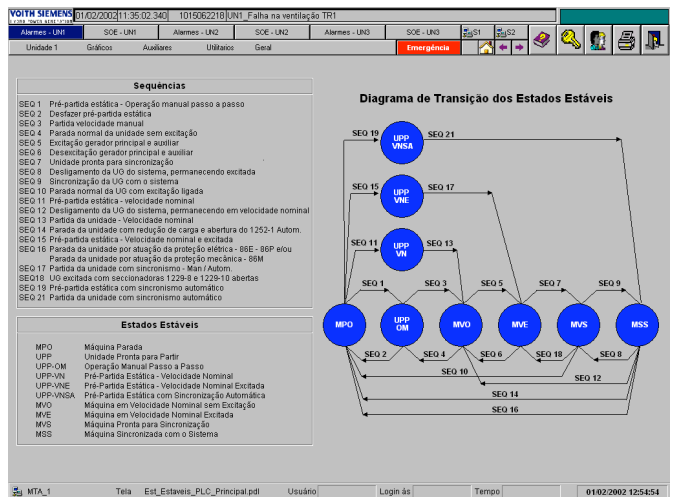 VOITH SIEMENS 01/02/2002 11:35:02.340 1015062218 UN1_Falha na ventilaçã TR1
Alarmes - UN1 SOE - UN1 Alarmes - UN2 SOE - UN2 Alarmes - UN3 SOE - UN3 S1 S2
Unidade 1 Gráficos Auxiliares Utilitarios Geral Emergência
Sequências
SEQ 1 Pré-partida estática - Operação manual passo a passo
SEQ 2 Desfazer pré-partida estática
SEQ 3 Partida velocidade manual
SEQ 4 Parada normal da unidade sem excitação
SEQ 5 Excitação gerador principal e auxiliar
SEQ 6 Desexcitação gerador principal e auxiliar
SEQ 7 Unidade pronta para sincronização
SEQ 8 Desligamento da UG do sistema, permanecendo excitada
SEQ 9 Sincronização da UG com o sistema
SEQ 10 Parada normal da UG com excitação ligada
SEQ 11 Pré-partida estática - velocidade nominal
SEQ 12 Desligamento da UG do sistema, permanecendo em velocidade nominal
SEQ 13 Partida da unidade - Velocidade nominal
SEQ 14 Parada da unidade com redução de carga e abertura do 1252-1 Autom.
SEQ 15 Pré-partida estática - Velocidade nominal e excitada
SEQ 16 Parada da unidade por atuação da proteção elétrica - 86E - 86P e/ou
Parada da unidade por atuação da proteção mecânica - 86M
SEQ 17 Partida da unidade com sincronismo - Man / Autom.
SEQ18 UG excitada com seccionadoras 1229-8 e 1229-10 abertas
SEQ 19 Pré-partida estática com sincronismo automático
SEQ 21 Partida da unidade com sincronismo automático
Estados Estáveis
MPO Máquina Parada
UPP Unidade Pronta para Partir
UPP-OM Operação Manual Passo a Passo
UPP-VN Pré-Partida Estática - Velocidade Nominal
UPP-VNE Pré-Partida Estática - Velocidade Nominal Excitada
UPP-VNSA Pré-Partida Estática com Sincronização Automática
MVO Máquina em Velocidade Nominal sem Excitação
MVE Máquina em Velocidade Nominal Excitada
MVS Máquina Pronta para Sincronização
MSS Máquina Sincronizada com o Sistema
Diagrama de Transição dos Estados Estáveis
SEQ 19 UPP VNSA SEQ 21
SEQ 15 UPP VNE SEQ 17
SEQ 11 UPP VN SEQ 13
SEQ 1 SEQ 3 SEQ 5 SEQ 7 SEQ 9
MPO UPP OM MVO MVE MVS MSS
SEQ 2 SEQ 4 SEQ 6 SEQ 18 SEQ 8
SEQ 10
SEQ 12
SEQ 14
SEQ 16
MTA_1 Tela Est_Estaveis_PLC_Principal.pdl Usuário Login ás Tempo 01/02/2002 12:54:54